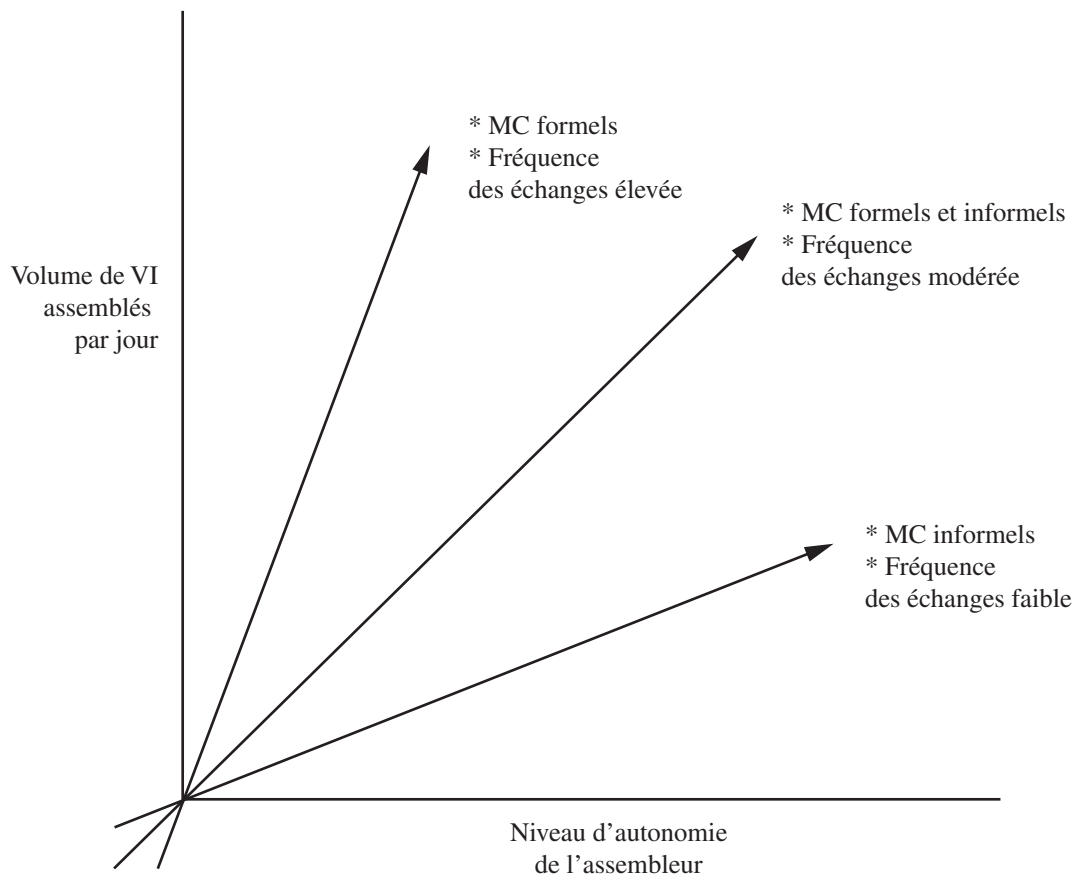 * MC formels
* Fréquence
des échanges élevée
* MC formels et informels
* Fréquence
des échanges modérée
Volume de VI
assemblés
par jour
* MC informels
* Fréquence
des échanges faible
Niveau d’autonomie
de l’assembleur